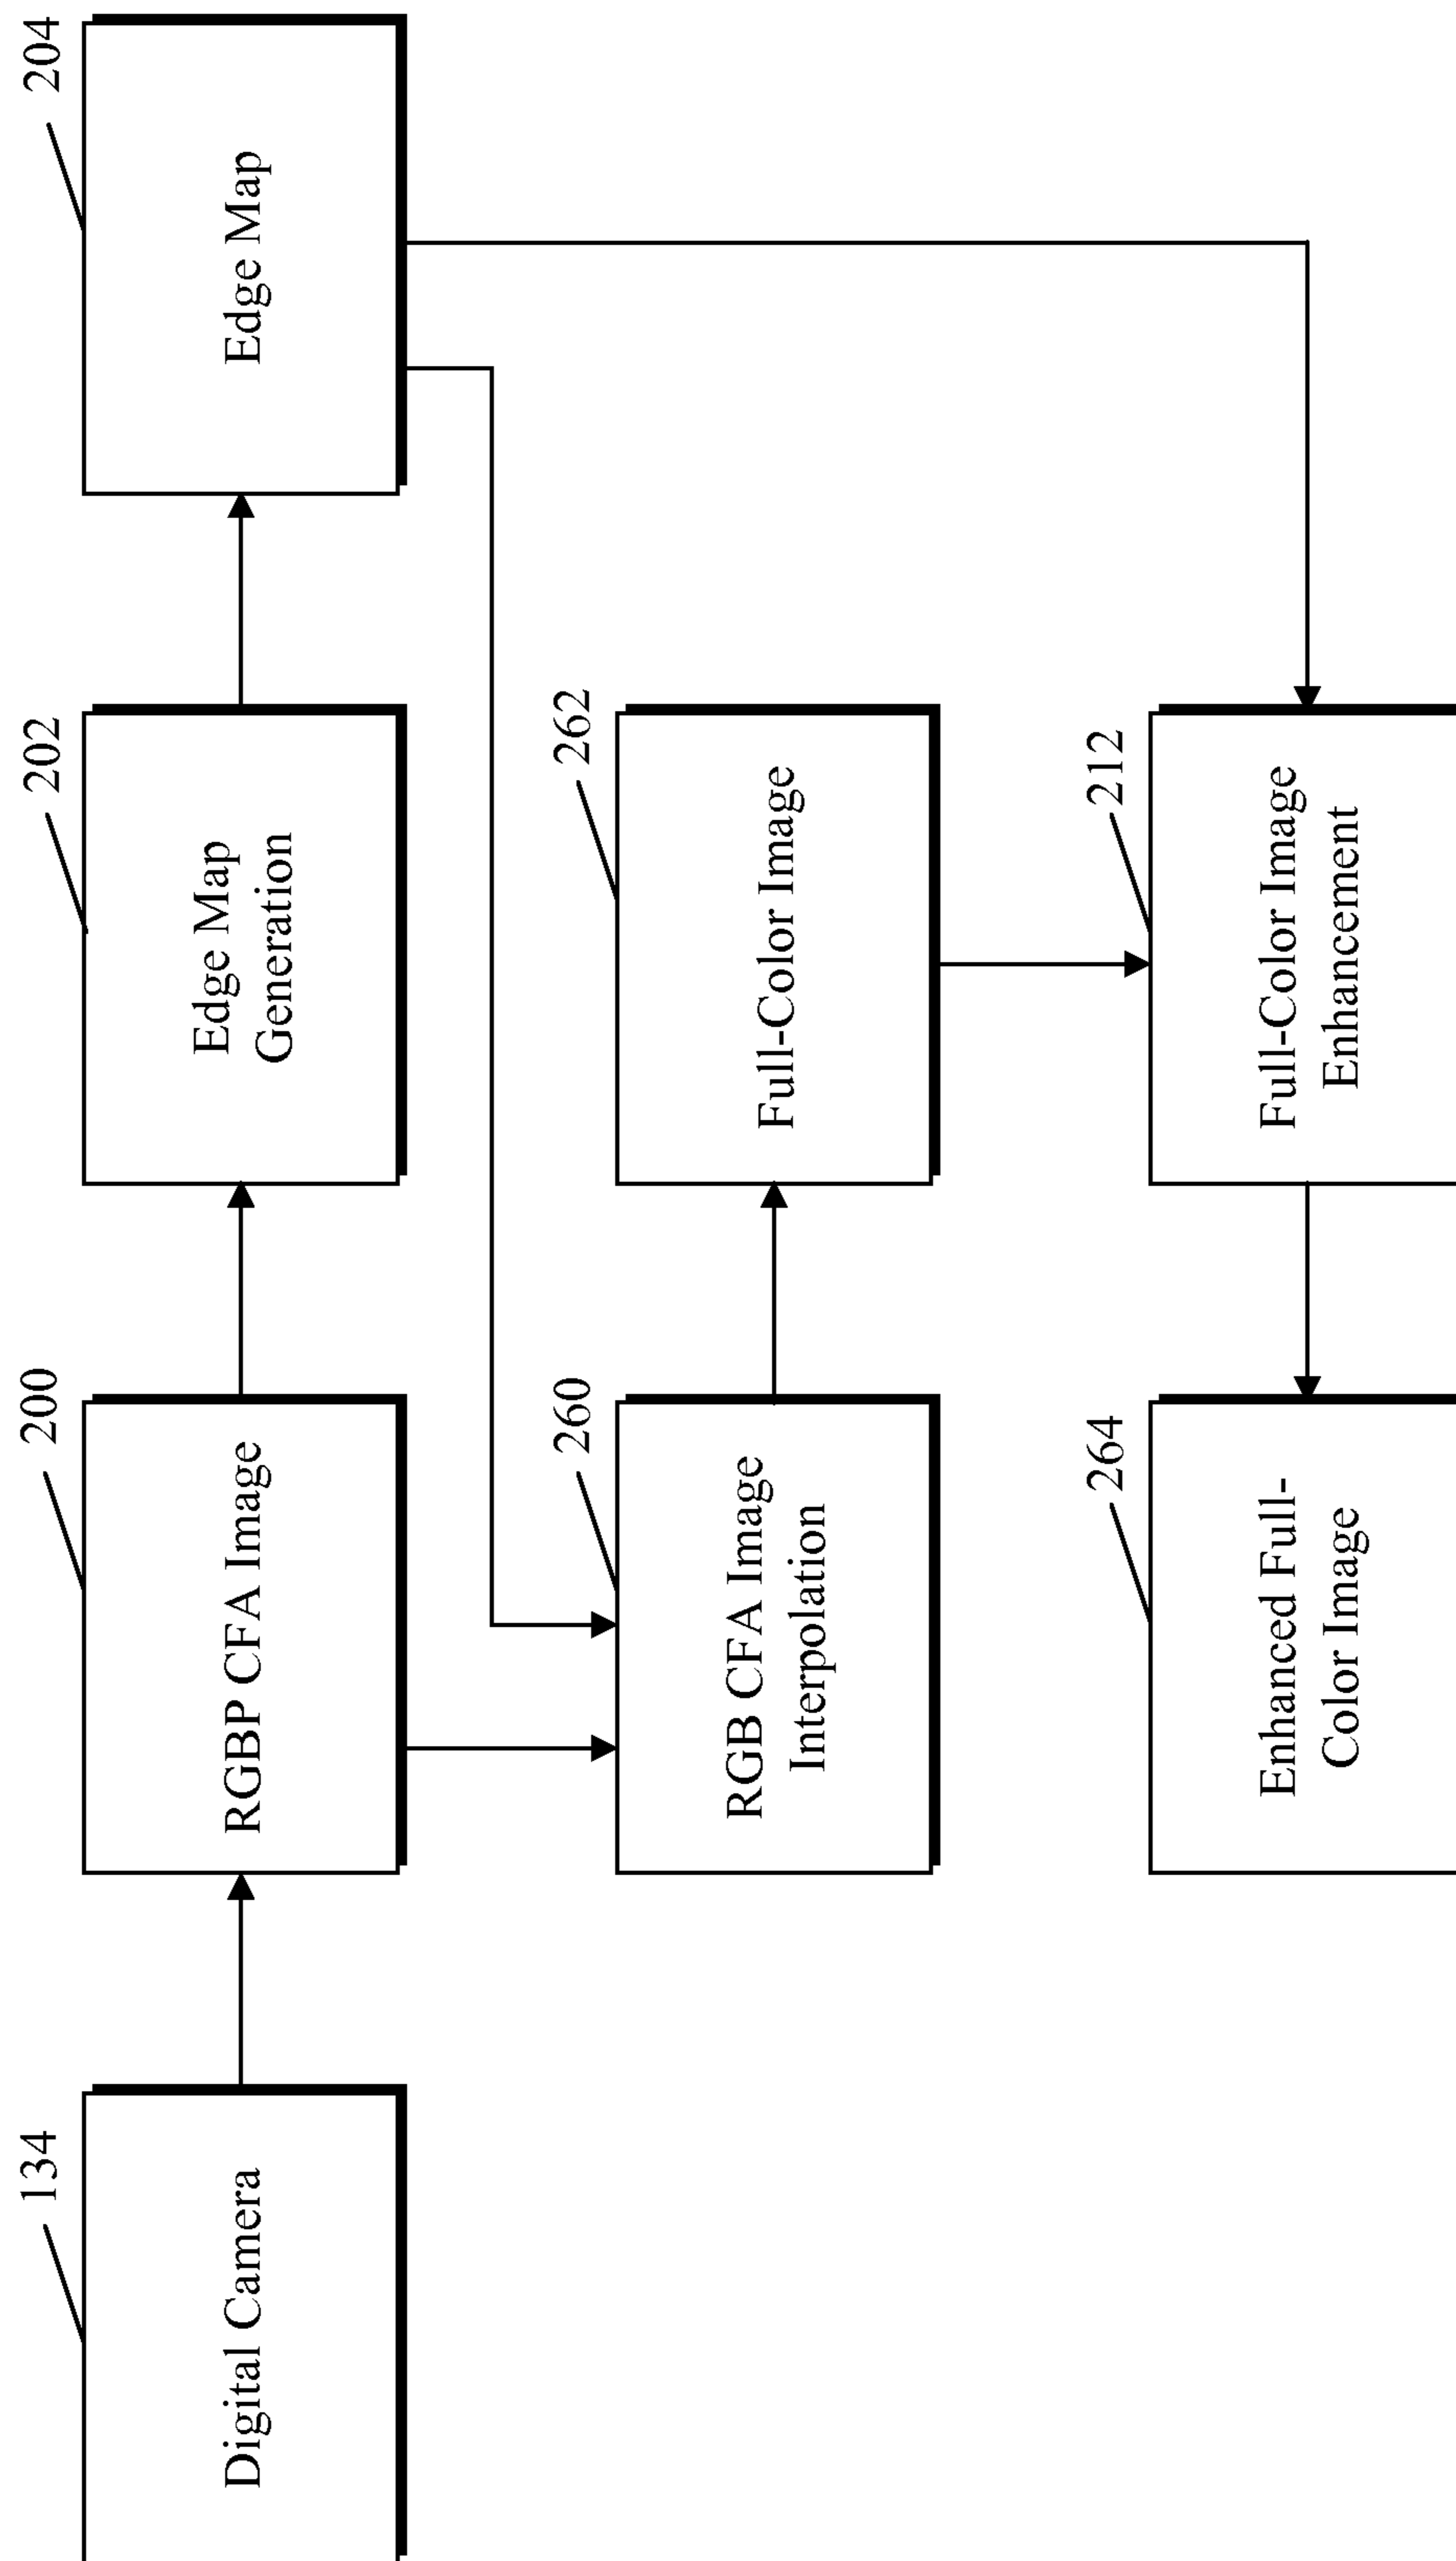 134
Digital Camera
200
RGBP CFA Image
202
Edge Map
Generation
204
Edge Map
260
RGB CFA Image
Interpolation
262
Full-Color Image
264
Enhanced Full-
Color Image
212
Full-Color Image
Enhancement